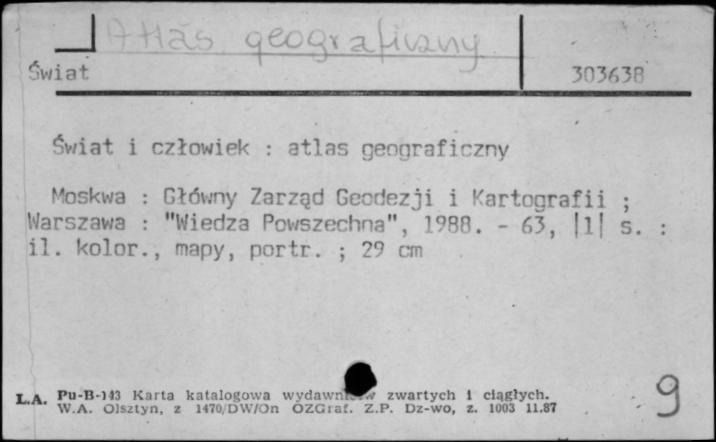 Atlas geograficzny
Świat 303638
Świat i człowiek : atlas geograficzny
Moskwa : Główny Zarząd Geodezji i Kartografii ;
Warszawa : "Wiedza Powszechna", 1988. - 63, |1| s. :
il. kolor., mapy, portr. ; 29 cm
L.A. Pu-B-143 Karta katalogowa wydawnictw zwartych i ciągłych.
W.A. Olsztyn, z 1470/DW/On OZGraf. Z.P. Dz-wo, z. 1003 11.87
9